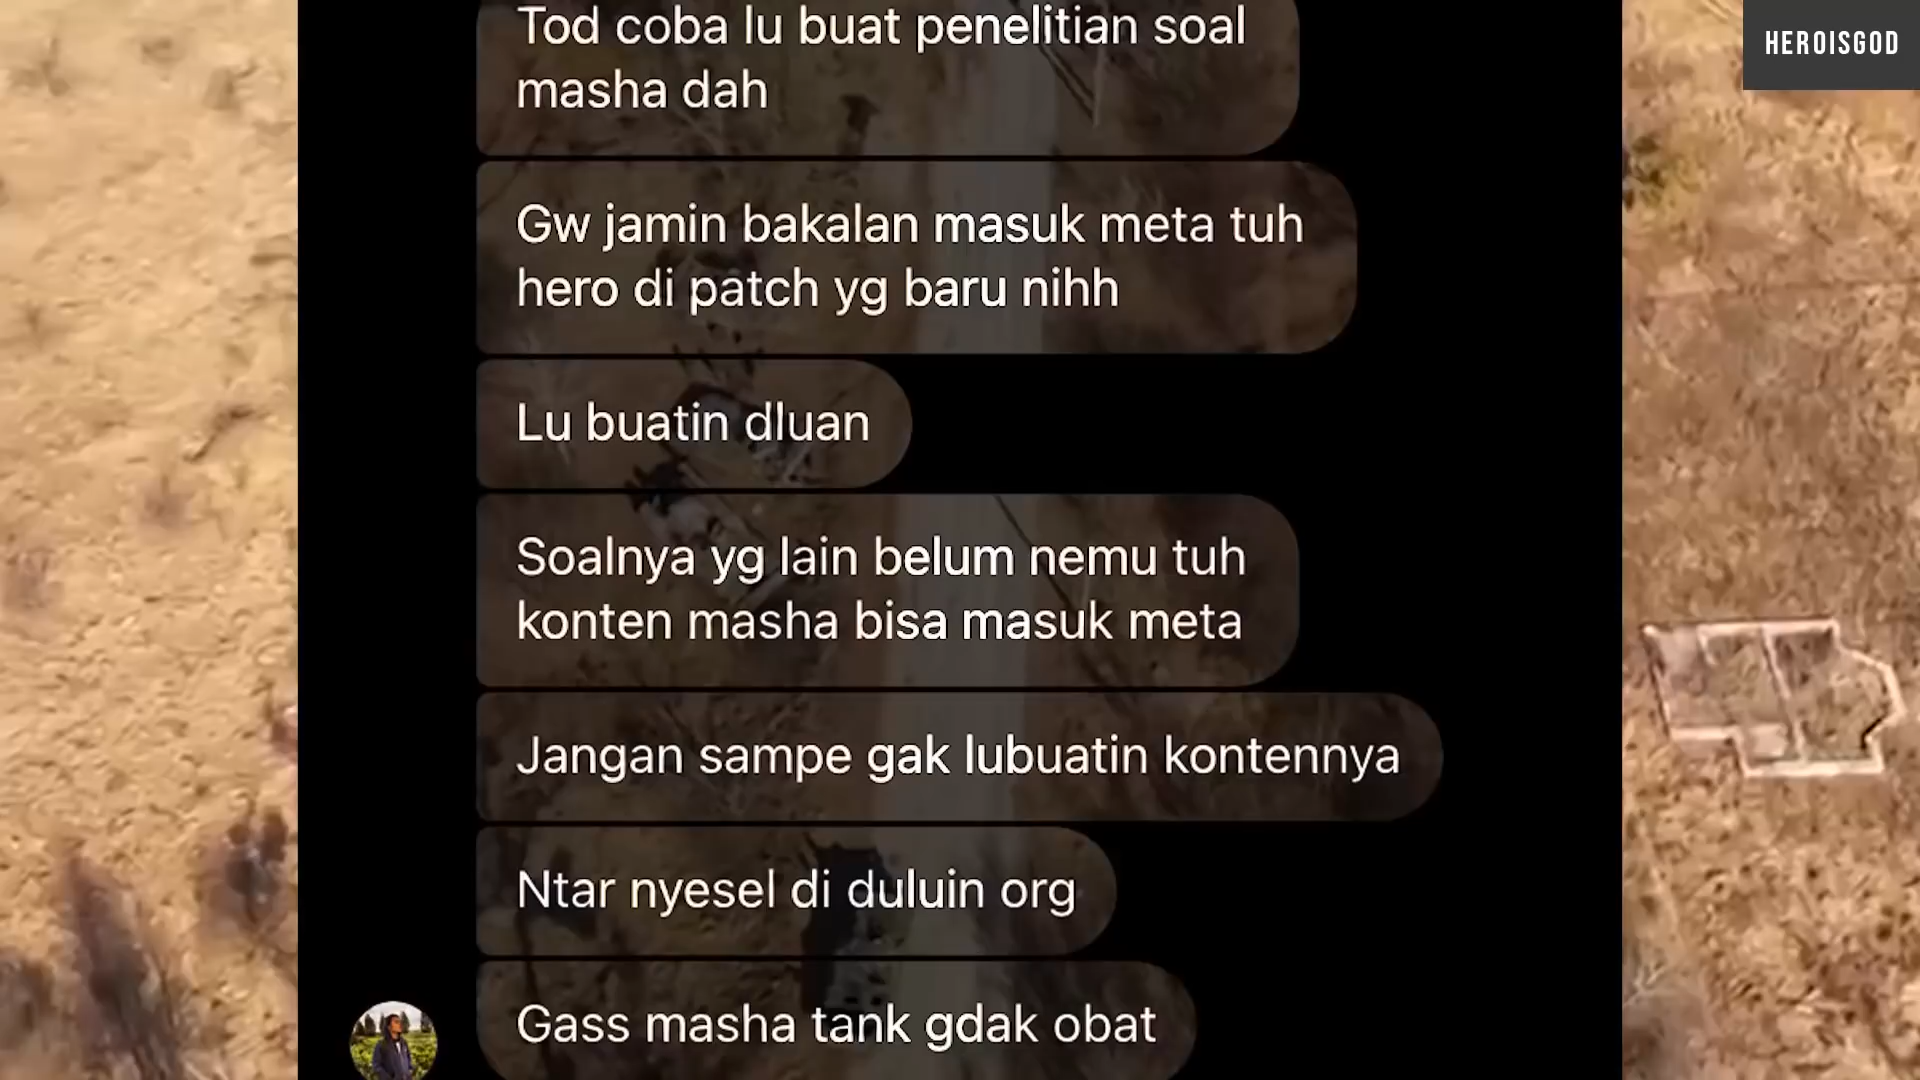 HEROISGOD
Tod coba lu buat penelitian soal
masha dah
Gw jamin bakalan masuk meta tuh
hero di patch yg baru nihh
Lu buatin dluan
Soalnya yg lain belum nemu tuh
konten masha bisa masuk meta
Jangan sampe gak lubuatin kontennya
Ntar nyesel di duluin org
Gass masha tank gdak obat